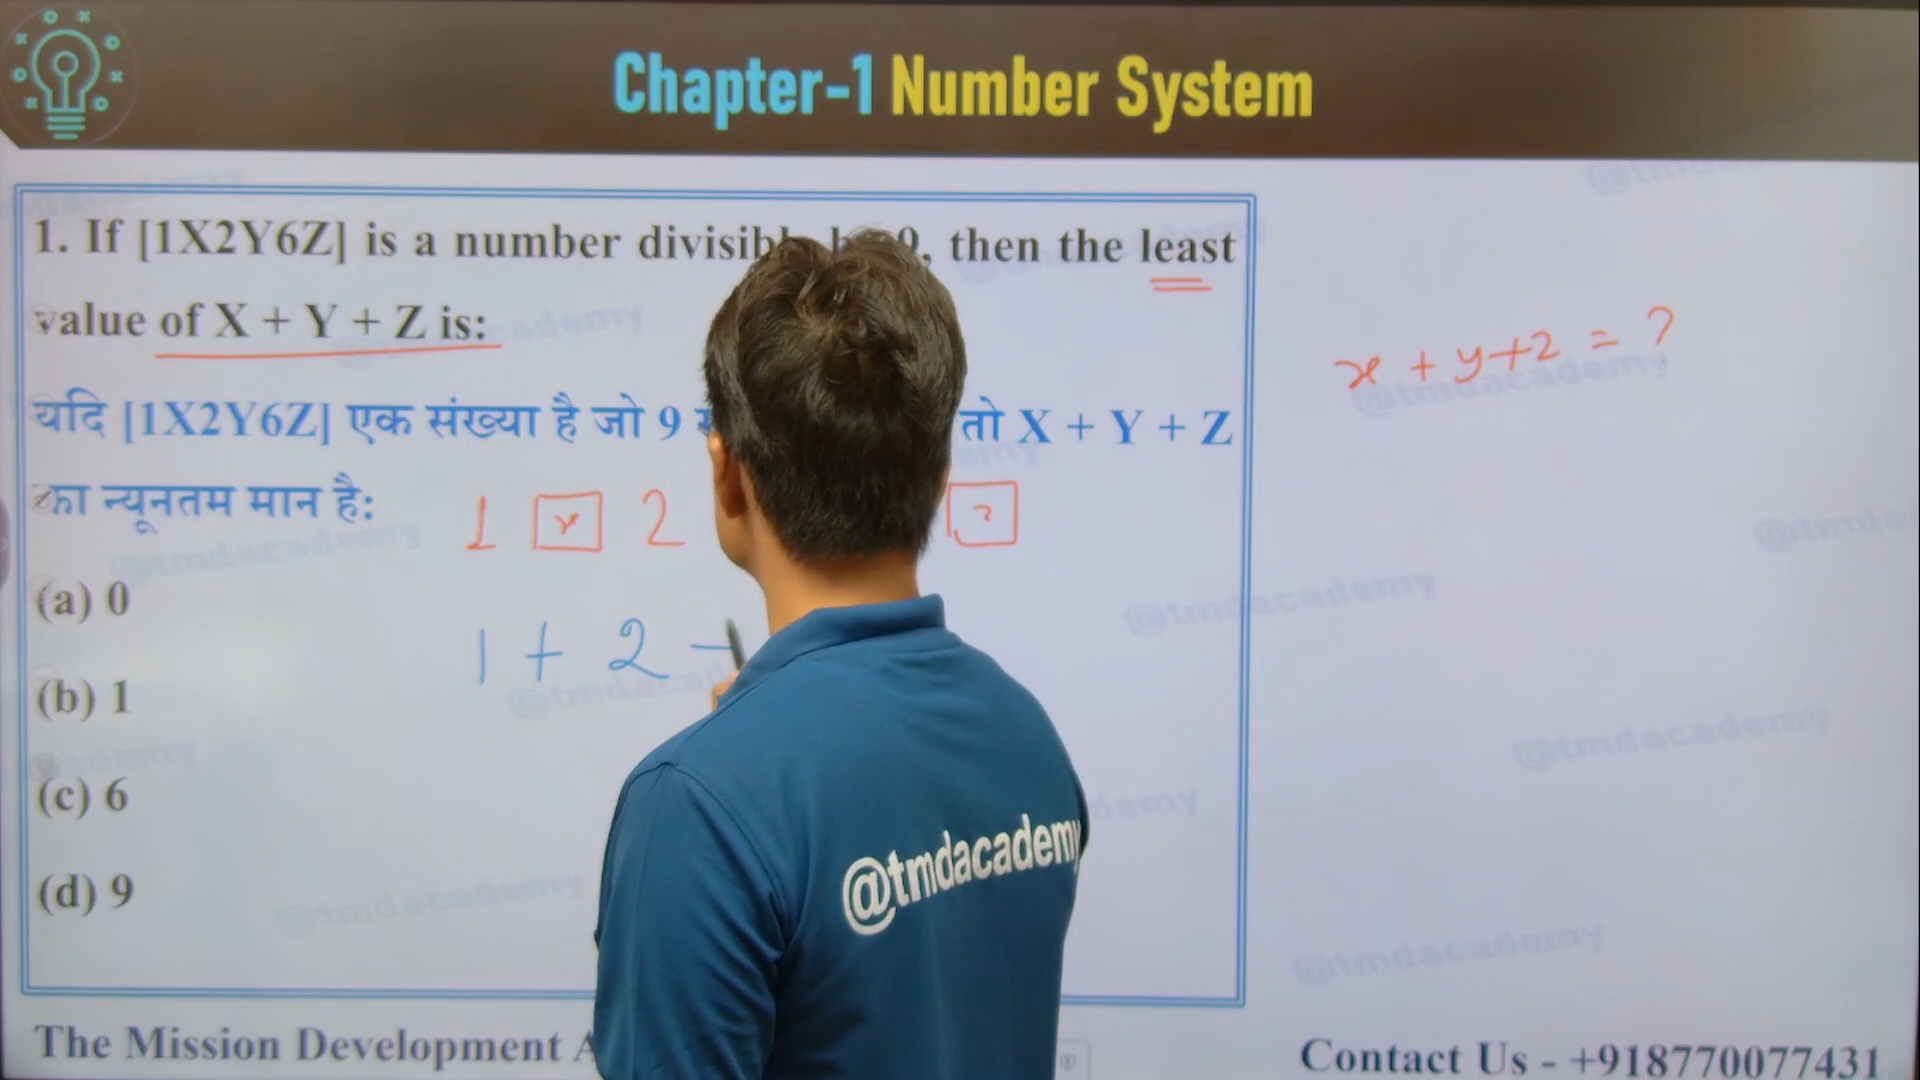 Chapter-1 Number System
1. If [1X2Y6Z] is a number 9, then the least
value of X + Y + Z is:
यदि [1X2Y6Z] एक संख्या है जो 9 तो X + Y + Z
का न्यूनतम मान है:
x + y + z = ?
1 x 2
1 + 2
(a) 0
(b) 1
(c) 6
(d) 9
@tmdacademy
The Mission Development
Contact Us - +918770077431